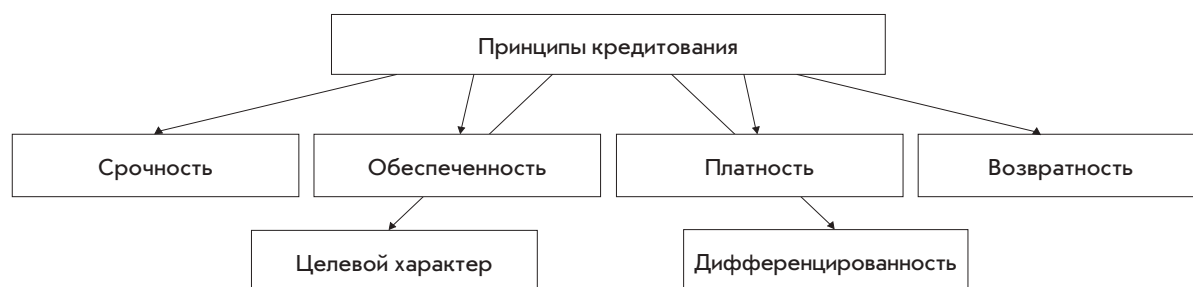 Принципы кредитования
Срочность
Обеспеченность
Платность
Возвратность
Целевой характер
Дифференцированность